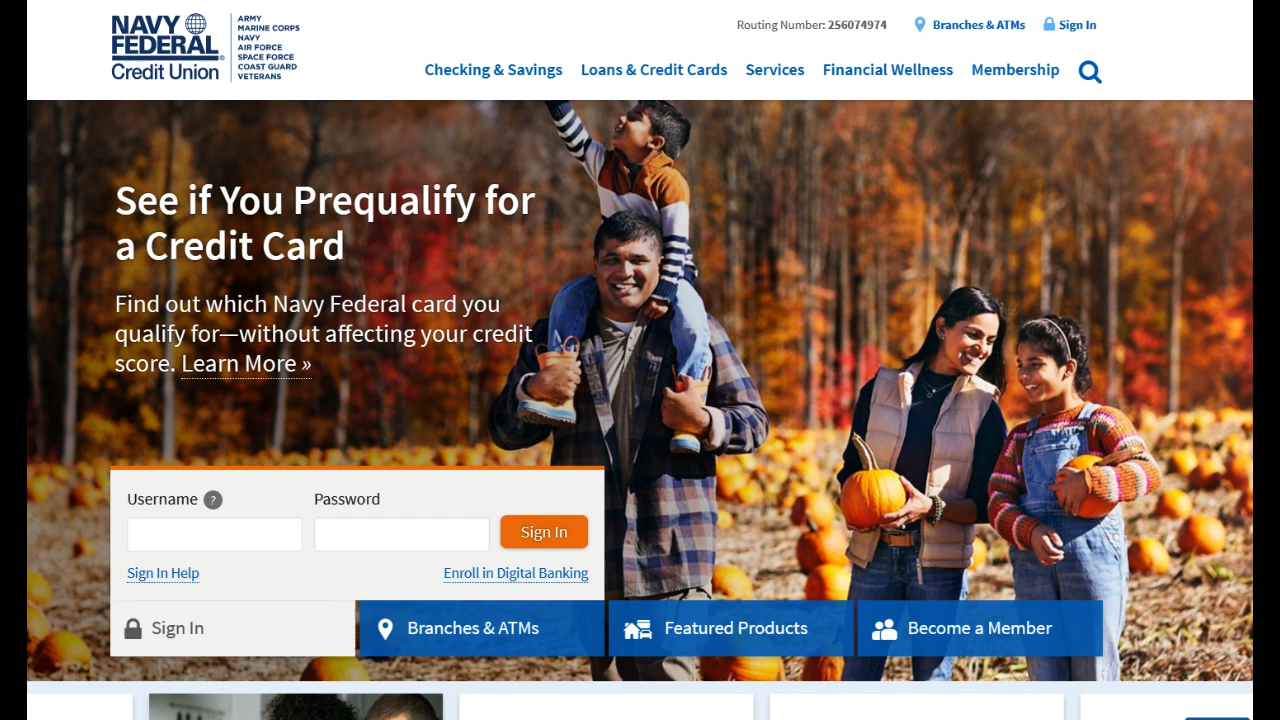 NAVY
FEDERAL
Credit Union
ARMY
MARINE CORPS
NAVY
AIR FORCE
SPACE FORCE
COAST GUARD
VETERANS
Routing Number: 256074974
Branches & ATMs
Sign In
Checking & Savings
Loans & Credit Cards
Services
Financial Wellness
Membership
See if You Prequalify for
a Credit Card
Find out which Navy Federal card you
qualify for—without affecting your credit
score. Learn More »
Username ?
Password
Sign In
Sign In Help
Enroll in Digital Banking
Sign In
Branches & ATMs
Featured Products
Become a Member